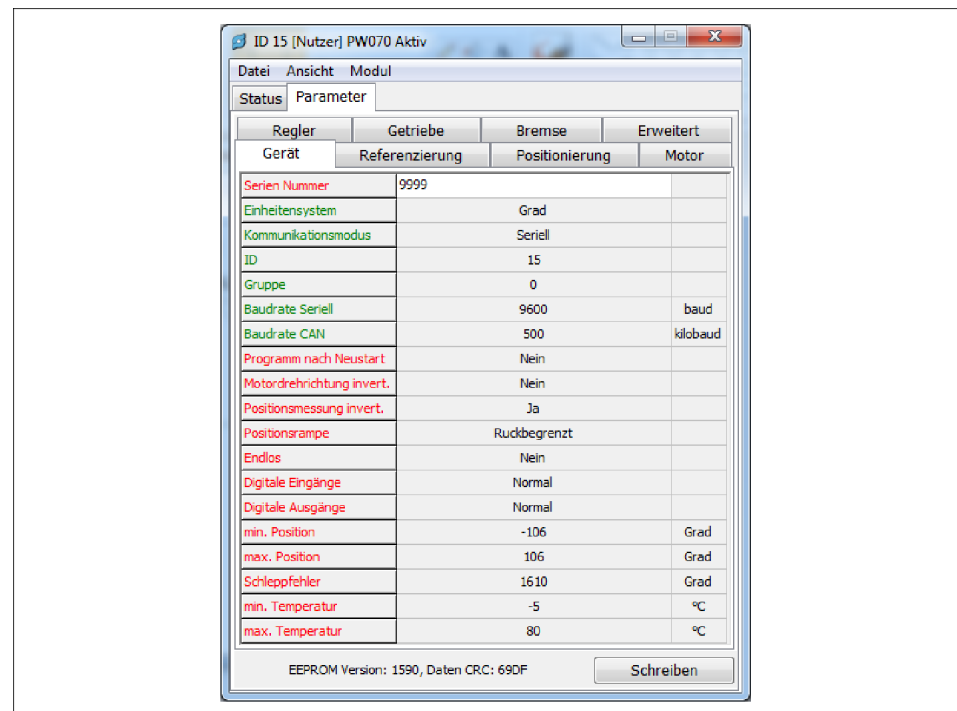 ID 15 [Nutzer] PW070 Aktiv
Datei Ansicht Modul
Status Parameter
Regler Getriebe Bremse Erweitert
Gerät Referenzierung Positionierung Motor
Serien Nummer 9999
Einheitensystem Grad
Kommunikationsmodus Seriell
ID 15
Gruppe 0
Baudrate Seriell 9600 baud
Baudrate CAN 500 kilobaud
Programm nach Neustart Nein
Motordrehrichtung invert. Nein
Positionsmessung invert. Ja
Positionsrampe Ruckbegrenzt
Endlos Nein
Digitale Eingänge Normal
Digitale Ausgänge Normal
min. Position -106 Grad
max. Position 106 Grad
Schleppfehler 1610 Grad
min. Temperatur -5 °C
max. Temperatur 80 °C
EEPROM Version: 1590, Daten CRC: 69DF Schreiben